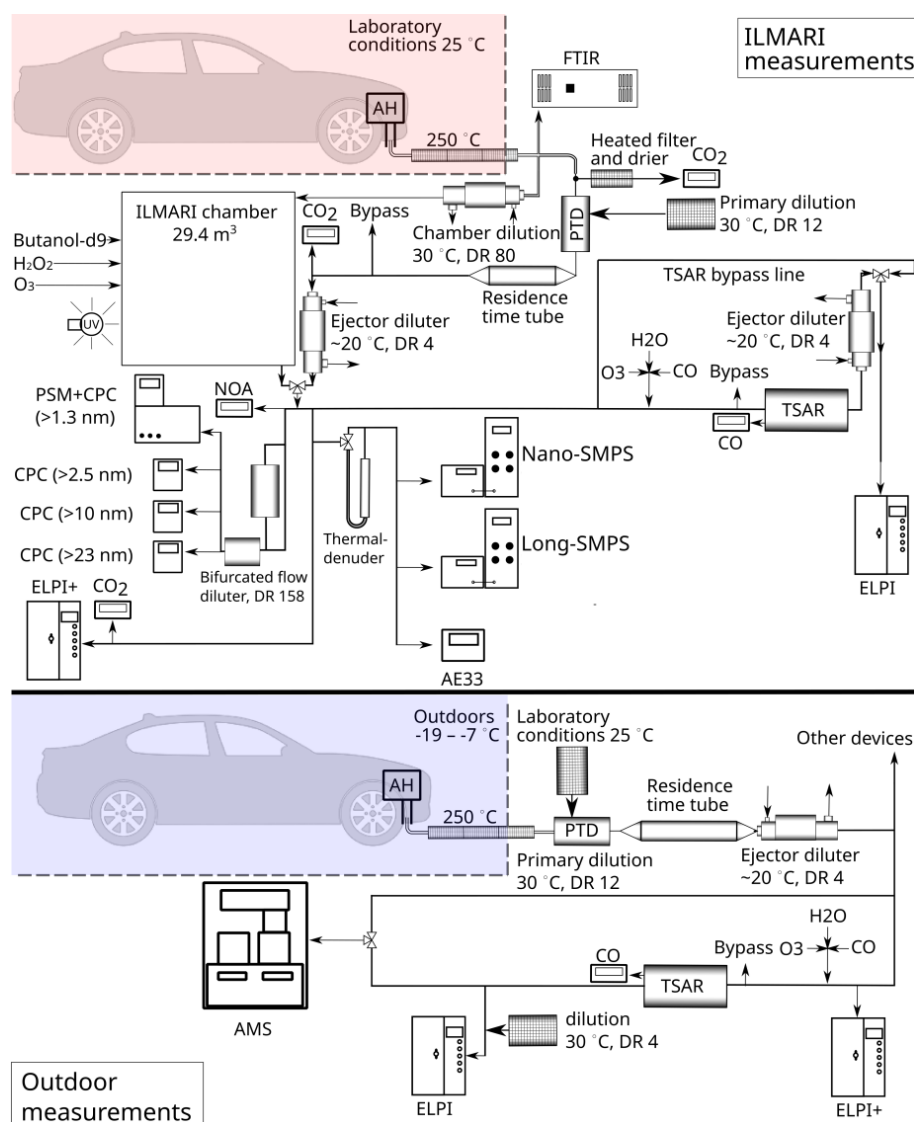 Laboratory
conditions 25 °C
ILMARI
measurements
FTIR
AH
250 °C
Heated filter
and drier
CO2
ILMARI chamber
29.4 m³
CO2
Bypass
Chamber dilution
30 °C, DR 80
PTD
Primary dilution
30 °C, DR 12
Butanol-d9
H2O2
O3
UV
Residence
time tube
TSAR bypass line
Ejector diluter
~20 °C, DR 4
Ejector diluter
~20 °C, DR 4
H2O
O3
CO
Bypass
TSAR
CO
PSM+CPC
(>1.3 nm)
NOA
CPC (>2.5 nm)
CPC (>10 nm)
CPC (>23 nm)
Nano-SMPS
Long-SMPS
Thermal-
denuder
Bifurcated flow
diluter, DR 158
ELPI+
CO2
ELPI
AE33
Outdoors
-19 – -7 °C
Laboratory
conditions 25 °C
Other devices
AH
250 °C
PTD
Residence
time tube
Primary dilution
30 °C, DR 12
Ejector diluter
~20 °C, DR 4
H2O
Bypass
O3
CO
CO
TSAR
AMS
dilution
30 °C, DR 4
ELPI
ELPI+
Outdoor
measurements